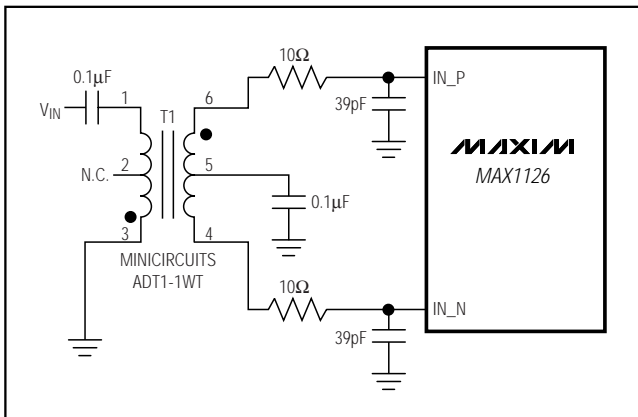 10Ω
0.1μF
IN_P
6
1
T1
39pF
VIN
MAXIM
MAX1126
5
2
N.C.
0.1μF
3
4
MINICIRCUITS
ADT1-1WT
10Ω
IN_N
39pF